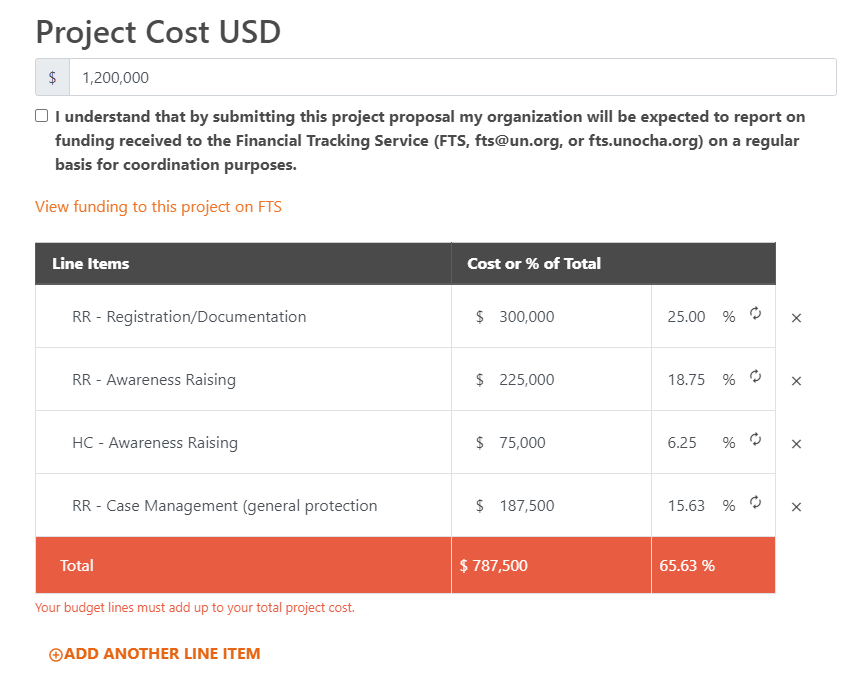 Project Cost USD
$ 1,200,000
I understand that by submitting this project proposal my organization will be expected to report on
funding received to the Financial Tracking Service (FTS, fts@un.org, or fts.unocha.org) on a regular
basis for coordination purposes.
View funding to this project on FTS
Line Items Cost or % of Total
RR - Registration/Documentation $ 300,000 25.00 %
RR - Awareness Raising $ 225,000 18.75 %
HC - Awareness Raising $ 75,000 6.25 %
RR - Case Management (general protection $ 187,500 15.63 %
Total $ 787,500 65.63 %
Your budget lines must add up to your total project cost.
ADD ANOTHER LINE ITEM